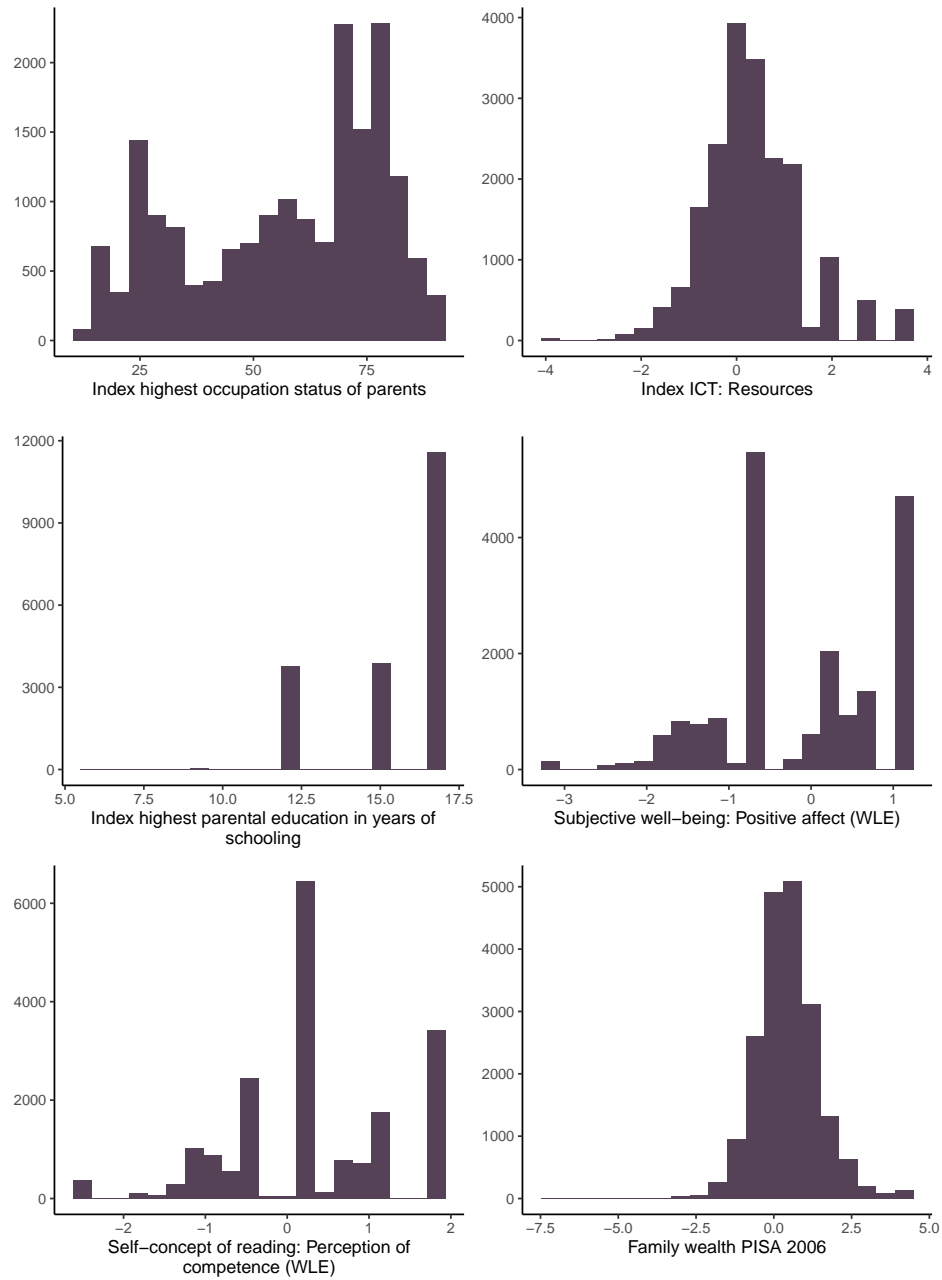 2000
1500
1000
500
0
25 50 75
Index highest occupation status of parents
4000
3000
2000
1000
0
−4 −2 0 2 4
Index ICT: Resources
12000
9000
6000
3000
0
5.0 7.5 10.0 12.5 15.0 17.5
Index highest parental education in years of
schooling
4000
2000
0
−3 −2 −1 0 1
Subjective well−being: Positive affect (WLE)
6000
4000
2000
0
−2 −1 0 1 2
Self−concept of reading: Perception of
competence (WLE)
5000
4000
3000
2000
1000
0
−7.5 −5.0 −2.5 0.0 2.5 5.0
Family wealth PISA 2006